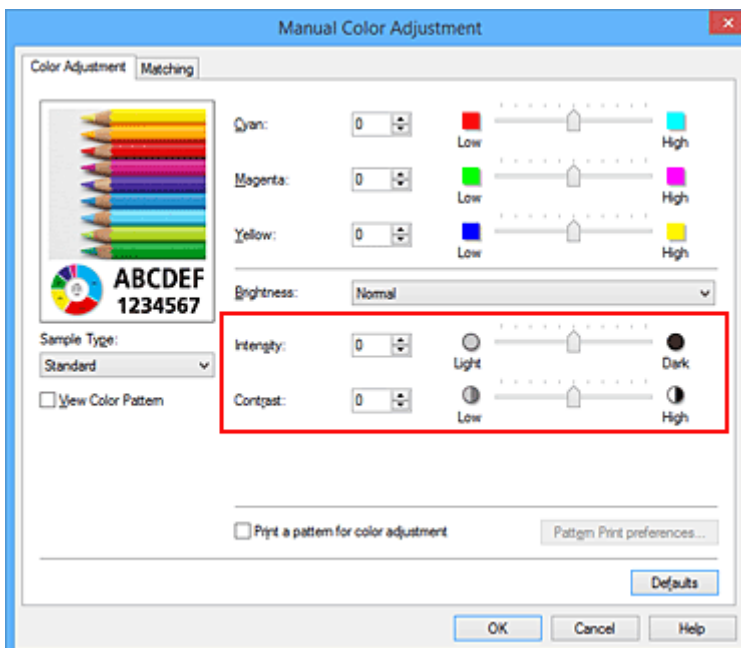 Manual Color Adjustment
Color Adjustment
Matching
Cyan: 0 Low High
Magenta: 0 Low High
Yellow: 0 Low High
ABCDEF
1234567
Brightness: Normal
Sample Type:
Standard
View Color Pattern
Intensity: 0 Light Dark
Contrast: 0 Low High
Print a pattern for color adjustment
Pattern Print preferences...
Defaults
OK Cancel Help